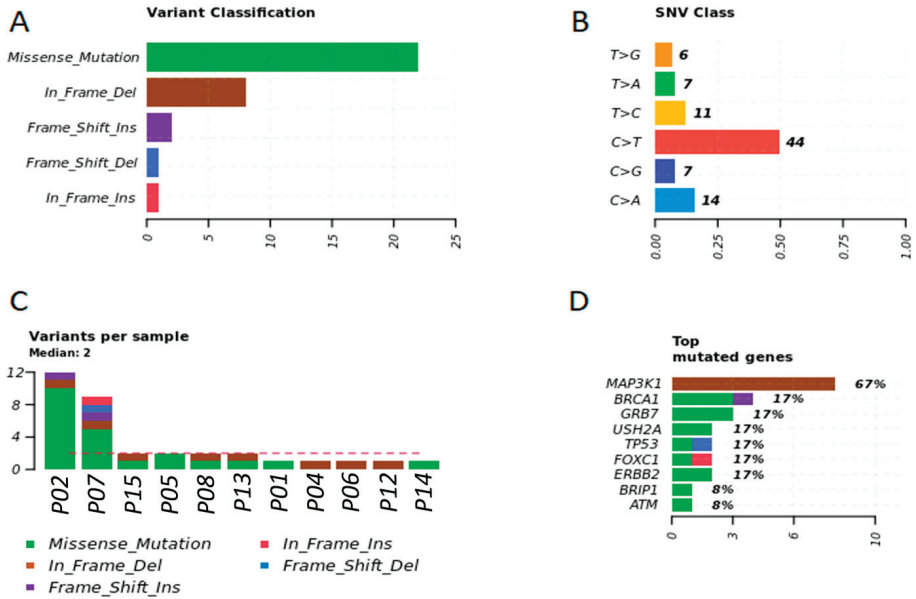 A
Variant Classification
Missense_Mutation
In_Frame_Del
Frame_Shift_Ins
Frame_Shift_Del
In_Frame_Ins
0 5 10 15 20 25
B
SNV Class
T>G 6
T>A 7
T>C 11
C>T 44
C>G 7
C>A 14
0.00 0.25 0.50 0.75 1.00
C
Variants per sample
Median: 2
12
8
4
0
P02 P07 P15 P05 P08 P13 P01 P04 P06 P12 P14
Missense_Mutation
In_Frame_Del
Frame_Shift_Ins
In_Frame_Ins
Frame_Shift_Del
D
Top
mutated genes
MAP3K1 67%
BRCA1 17%
GRB7 17%
USH2A 17%
TP53 17%
FOXC1 17%
ERBB2 17%
BRIP1 8%
ATM 8%
0 3 6 10